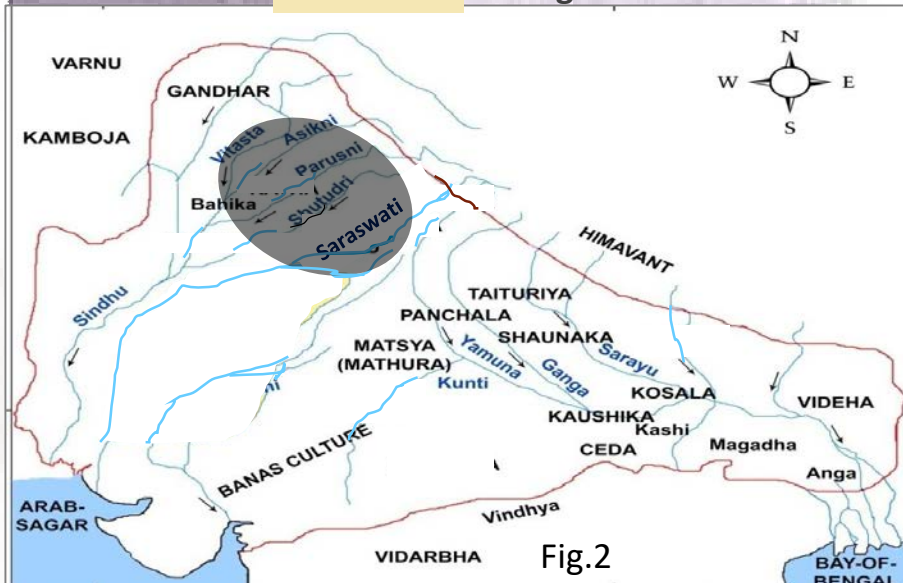 VARNU
GANDHAR
KAMBOJA
N
W
E
S
Vitasta
Asikni
Parusni
Bahika
Shutudri
Saraswati
HIMAVANT
Sindhu
TAITURIYA
PANCHALA
SHAUNAKA
MATSYA
(MATHURA)
Yamuna
Ganga
Sarayu
Kunti
KOSALA
VIDEHA
KAUSHIKA
Kashi
BANAS CULTURE
CEDA
Magadha
Anga
ARAB-
SAGAR
Vindhya
VIDARBHA
Fig.2
BAY-OF-
BENGAL